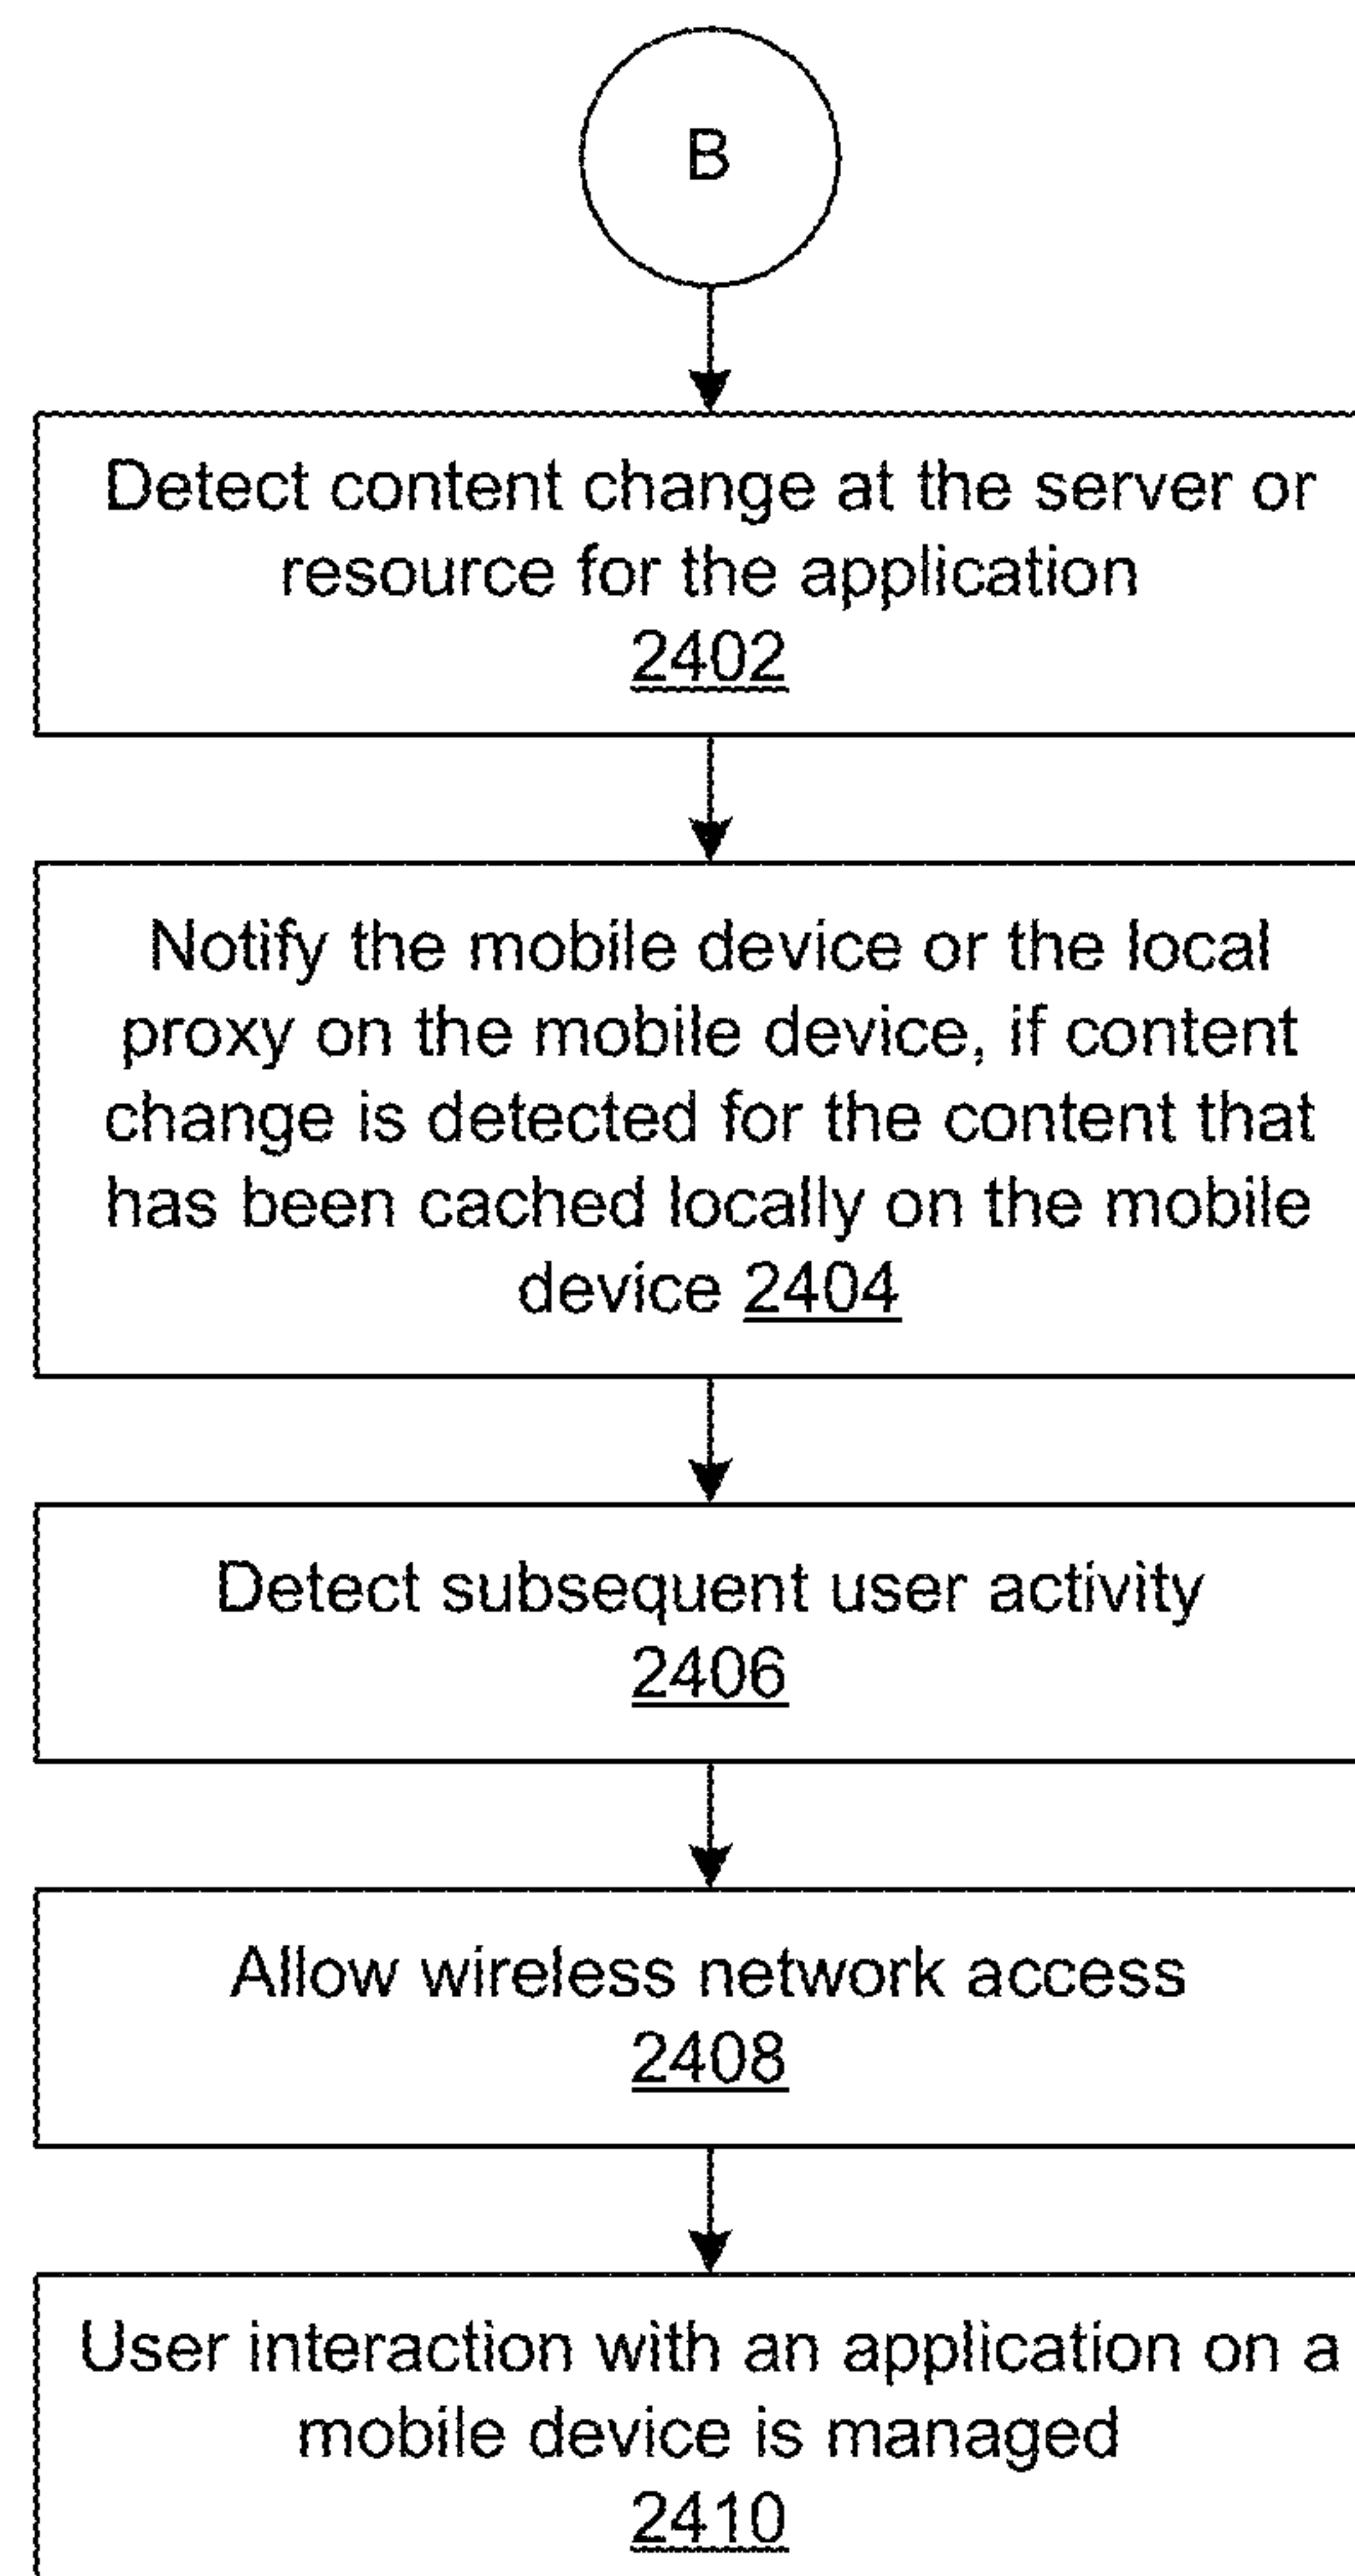 B
Detect content change at the server or
resource for the application
2402
Notify the mobile device or the local
proxy on the mobile device, if content
change is detected for the content that
has been cached locally on the mobile
device 2404
Detect subsequent user activity
2406
Allow wireless network access
2408
User interaction with an application on a
mobile device is managed
2410